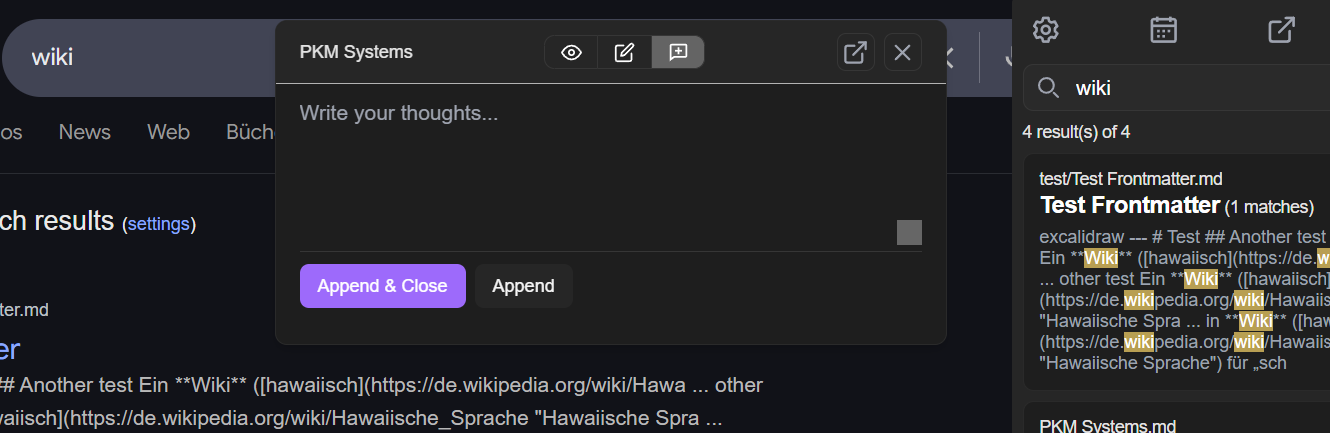 wiki
os News Web Büch
ch results (settings)
ter.md
er
## Another test Ein **Wiki** ([hawaiisch](https://de.wikipedia.org/wiki/Hawa ... other
vaiisch](https://de.wikipedia.org/wiki/Hawaiische_Sprache "Hawaiische Spra ...
PKM Systems
Write your thoughts...
Append & Close Append
wiki
4 result(s) of 4
test/Test Frontmatter.md
Test Frontmatter (1 matches)
excalidraw --- # Test ## Another test
Ein **Wiki** ([hawaiisch](https://de.w
... other test Ein **Wiki** ([hawaiisch]
(https://de.wikipedia.org/wiki/Hawaiis
"Hawaiische Spra ... in **Wiki** ([haw
(https://de.wikipedia.org/wiki/Hawaiis
"Hawaiische Sprache") für „sch
PKM Systems.md